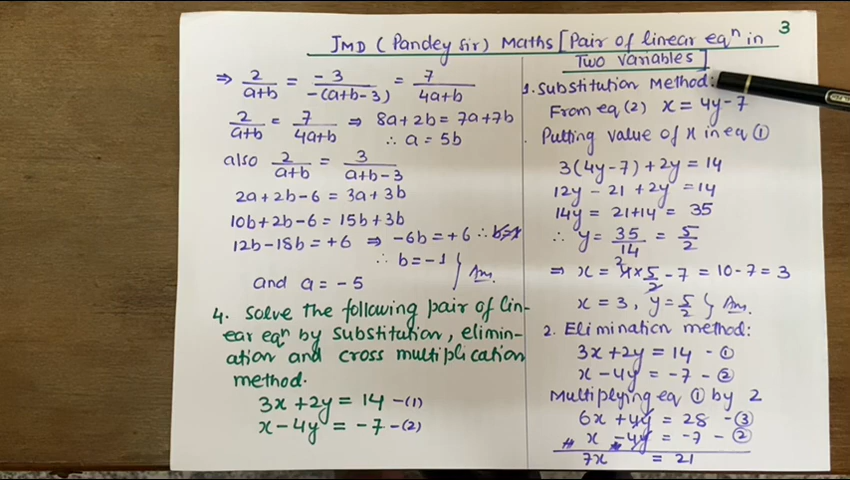 3
JMD (Pandey Sir) Maths [Pair of linear eqn in
Two variables]
⇒ 2/(a+b) = -3/(-(a+b-3)) = 7/(4a+b)
2/(a+b) = 7/(4a+b) ⇒ 8a+2b = 7a+7b
∴ a = 5b
also 2/(a+b) = 3/(a+b-3)
2a+2b-6 = 3a+3b
10b+2b-6 = 15b+3b
12b-18b = +6 ⇒ -6b = +6 ∴
∴ b = -1
and a = -5 } Ans.
4. Solve the following pair of lin-
ear eqn by substitution, elimin-
ation and cross multiplication
method.
3x+2y = 14 -(1)
x-4y = -7 -(2)
1. Substitution Method:
From eq (2) x = 4y-7
Putting value of x in eq ①
3(4y-7)+2y = 14
12y-21+2y = 14
14y = 21+14 = 35
∴ y = 35/14 = 5/2
⇒ x = 4×5/2 - 7 = 10-7 = 3
x = 3, y = 5/2 } Ans.
2. Elimination method:
3x+2y = 14 -①
x-4y = -7 -②
Multiplying eq ① by 2
6x+4y = 28 -③
x-4y = -7 -②
7x = 21